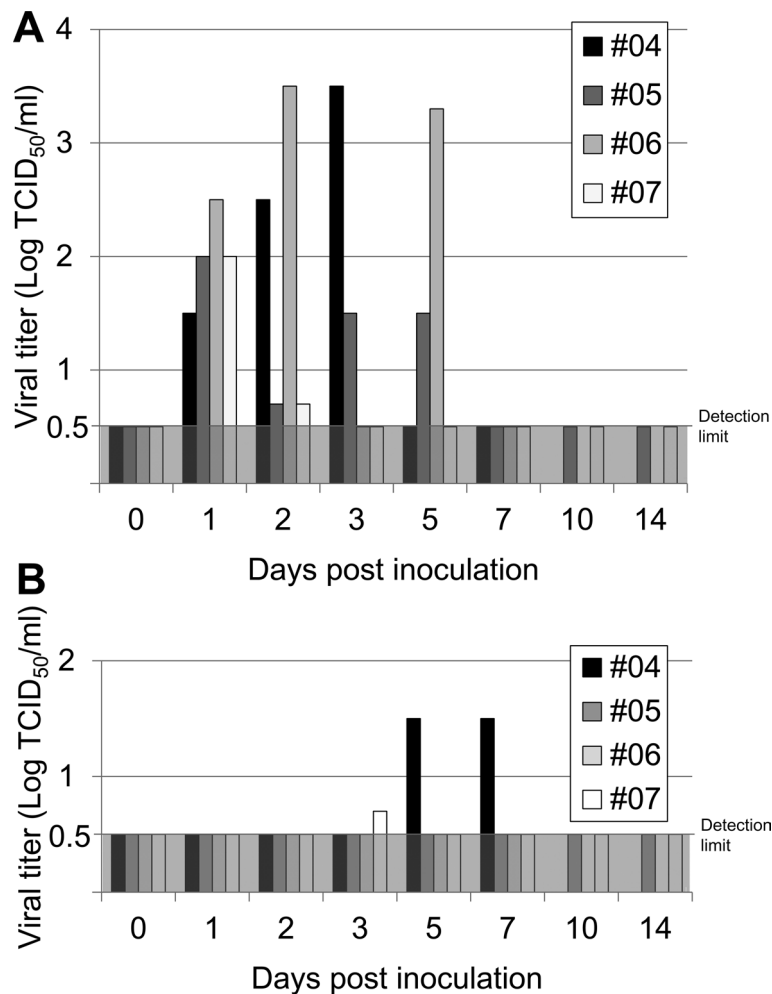 A
Viral titer (Log TCID50/ml)
4
3
2
1
0.5
#04
#05
#06
#07
Detection
limit
0 1 2 3 5 7 10 14
Days post inoculation
B
Viral titer (Log TCID50/ml)
2
1
0.5
#04
#05
#06
#07
Detection
limit
0 1 2 3 5 7 10 14
Days post inoculation